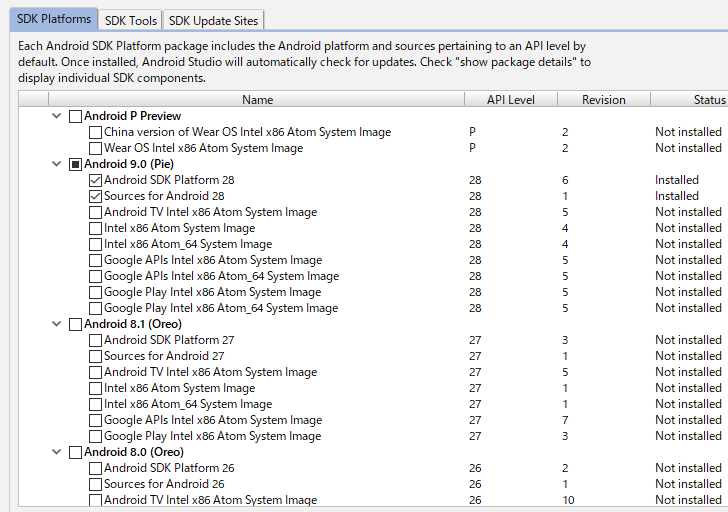 SDK Platforms SDK Tools SDK Update Sites
Each Android SDK Platform package includes the Android platform and sources pertaining to an API level by
default. Once installed, Android Studio will automatically check for updates. Check "show package details" to
display individual SDK components.
Name API Level Revision Status
Android P Preview
China version of Wear OS Intel x86 Atom System Image P 2 Not installed
Wear OS Intel x86 Atom System Image P 2 Not installed
Android 9.0 (Pie)
Android SDK Platform 28 28 6 Installed
Sources for Android 28 28 1 Installed
Android TV Intel x86 Atom System Image 28 5 Not installed
Intel x86 Atom System Image 28 4 Not installed
Intel x86 Atom_64 System Image 28 4 Not installed
Google APIs Intel x86 Atom System Image 28 5 Not installed
Google APIs Intel x86 Atom_64 System Image 28 5 Not installed
Google Play Intel x86 Atom System Image 28 5 Not installed
Google Play Intel x86 Atom_64 System Image 28 5 Not installed
Android 8.1 (Oreo)
Android SDK Platform 27 27 3 Not installed
Sources for Android 27 27 1 Not installed
Android TV Intel x86 Atom System Image 27 5 Not installed
Intel x86 Atom System Image 27 1 Not installed
Intel x86 Atom_64 System Image 27 1 Not installed
Google APIs Intel x86 Atom System Image 27 7 Not installed
Google Play Intel x86 Atom System Image 27 3 Not installed
Android 8.0 (Oreo)
Android SDK Platform 26 26 2 Not installed
Sources for Android 26 26 1 Not installed
Android TV Intel x86 Atom System Image 26 10 Not installed